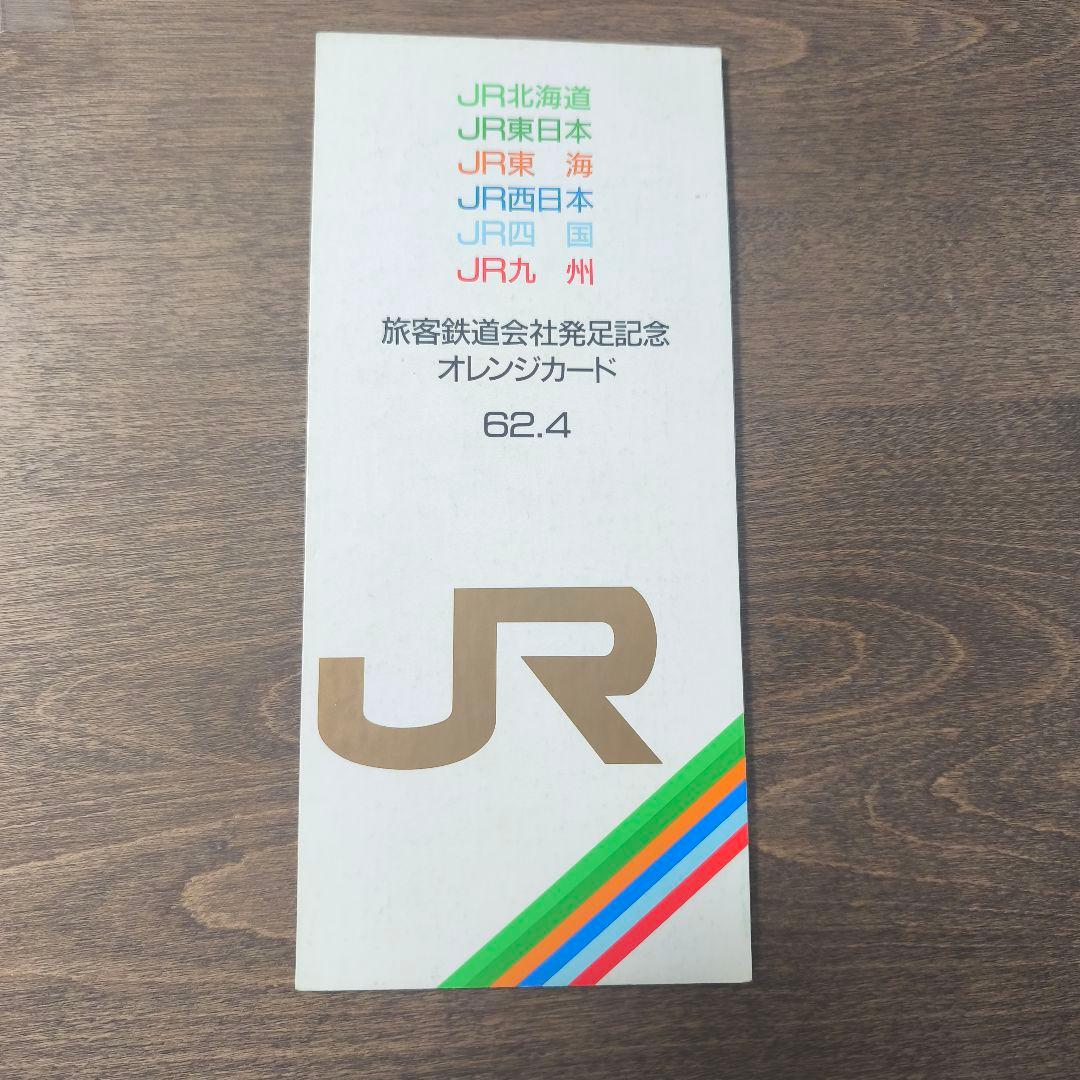 JR北海道
JR東日本
JR東　海
JR西日本
JR四　国
JR九　州
旅客鉄道会社発足記念
オレンジカード
62.4
JR